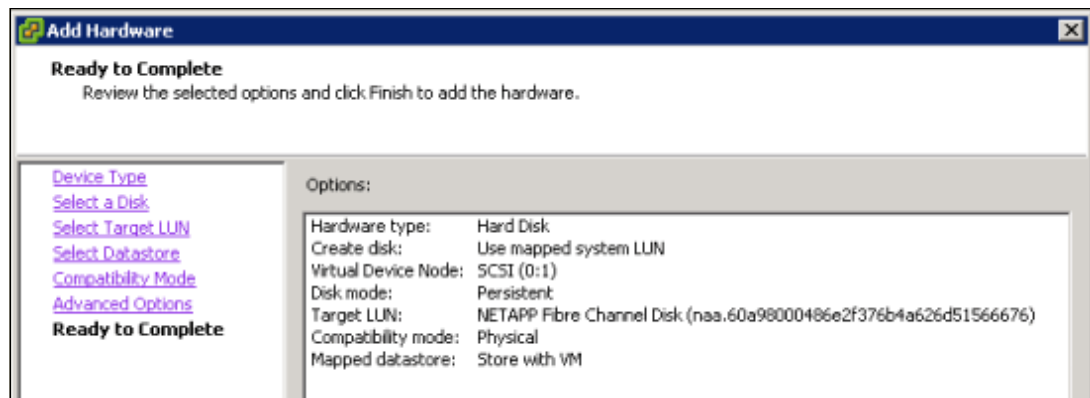 Add Hardware
Ready to Complete
Review the selected options and click Finish to add the hardware.
Device Type
Select a Disk
Select Target LUN
Select Datastore
Compatibility Mode
Advanced Options
Ready to Complete
Options:
Hardware type: Hard Disk
Create disk: Use mapped system LUN
Virtual Device Node: SCSI (0:1)
Disk mode: Persistent
Target LUN: NETAPP Fibre Channel Disk (naa.60a98000486e2f376b4a626d51566676)
Compatibility mode: Physical
Mapped datastore: Store with VM